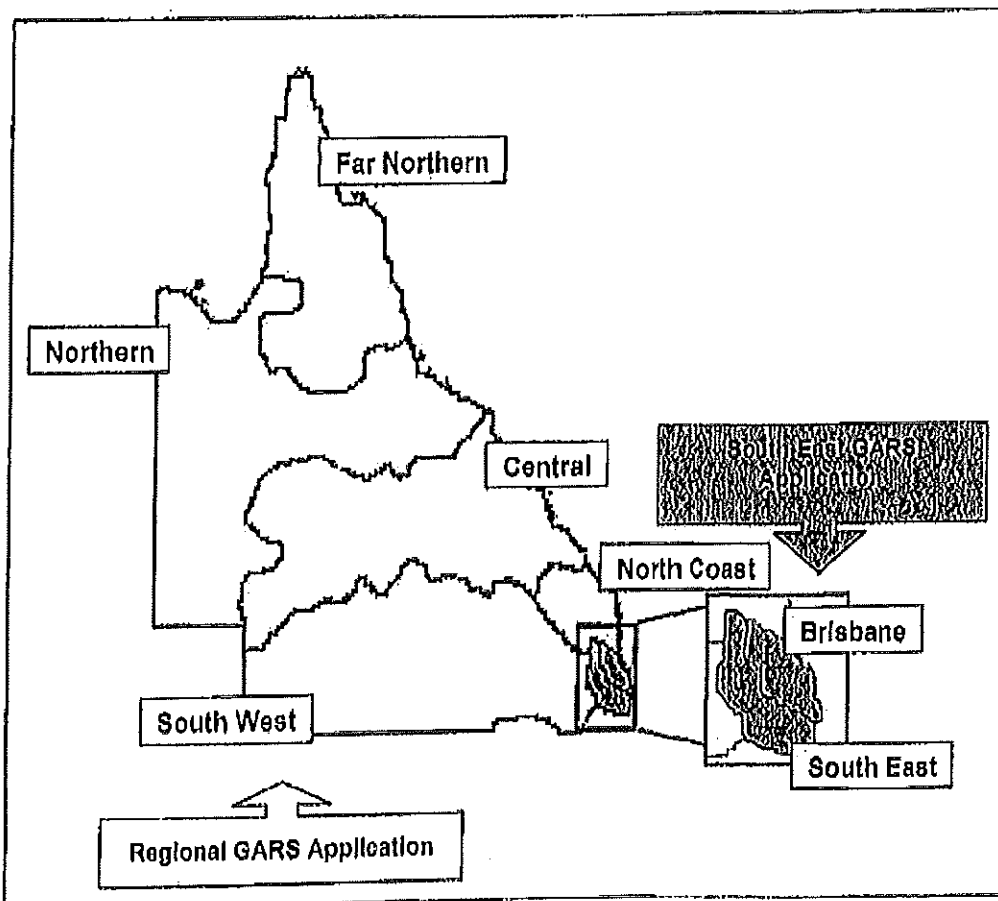 Far Northern
Northern
Central
South East GARS
Application
North Coast
Brisbane
South West
South East
Regional GARS Application